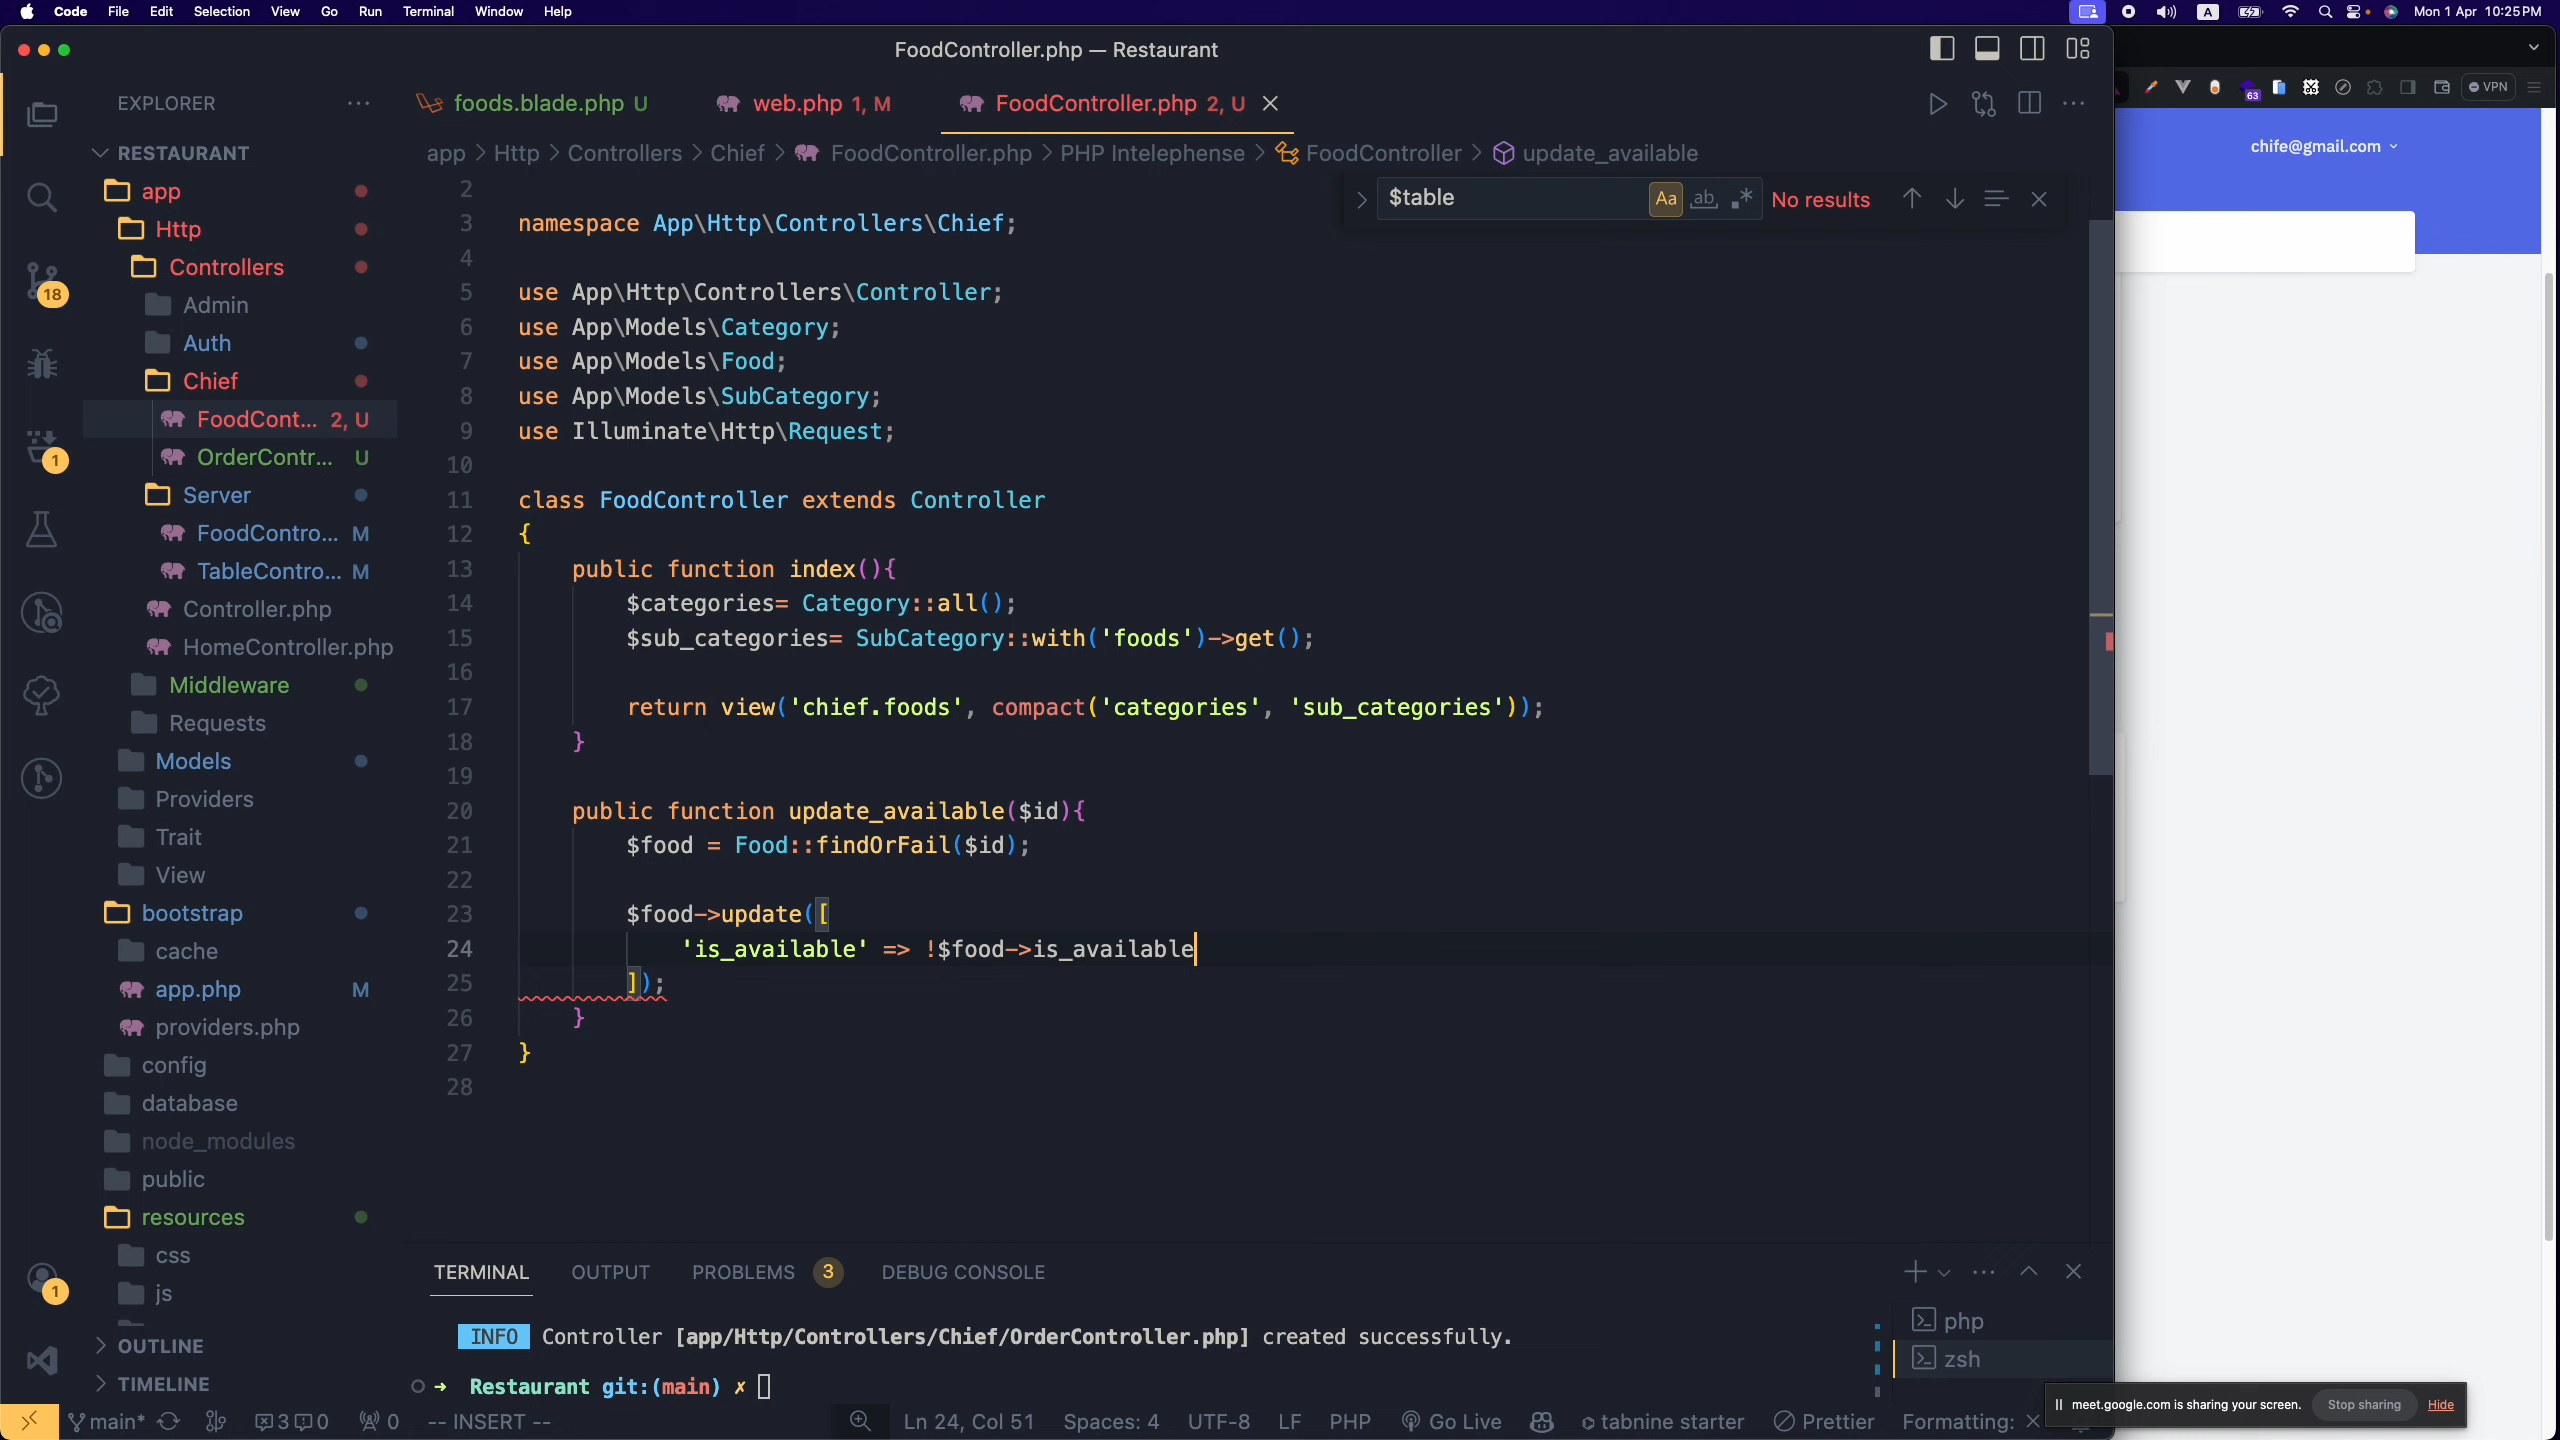 Code File Edit Selection View Go Run Terminal Window Help
A
Mon 1 Apr 10:25 PM
FoodController.php — Restaurant
EXPLORER
foods.blade.php U
web.php 1, M
FoodController.php 2, U
63
VPN
RESTAURANT
app > Http > Controllers > Chief > FoodController.php > PHP Intelephense > FoodController > update_available
chife@gmail.com
$table
Aa ab
No results
app
Http
Controllers
Admin
Auth
Chief
FoodCont... 2, U
OrderContr... U
Server
FoodContro... M
TableContro... M
Controller.php
HomeController.php
Middleware
Requests
Models
Providers
Trait
View
bootstrap
cache
app.php M
providers.php
config
database
node_modules
public
resources
css
js
OUTLINE
TIMELINE
18
1
1
2
3 namespace App\Http\Controllers\Chief;
4
5 use App\Http\Controllers\Controller;
6 use App\Models\Category;
7 use App\Models\Food;
8 use App\Models\SubCategory;
9 use Illuminate\Http\Request;
10
11 class FoodController extends Controller
12 {
13 public function index(){
14 $categories= Category::all();
15 $sub_categories= SubCategory::with('foods')->get();
16
17 return view('chief.foods', compact('categories', 'sub_categories'));
18 }
19
20 public function update_available($id){
21 $food = Food::findOrFail($id);
22
23 $food->update([
24 'is_available' => !$food->is_available
25 ]);
26 }
27 }
28
TERMINAL OUTPUT PROBLEMS 3 DEBUG CONSOLE
INFO Controller [app/Http/Controllers/Chief/OrderController.php] created successfully.
➜ Restaurant git:(main) ✗
php
zsh
main* 3 0 0 -- INSERT -- Ln 24, Col 51 Spaces: 4 UTF-8 LF PHP Go Live tabnine starter Prettier Formatting: ×
meet.google.com is sharing your screen. Stop sharing Hide